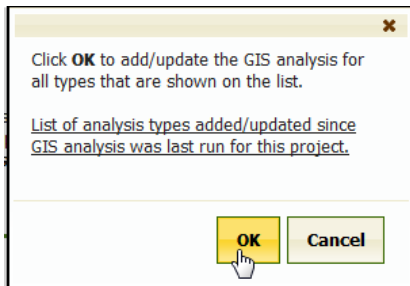 Click OK to add/update the GIS analysis for
all types that are shown on the list.
List of analysis types added/updated since
GIS analysis was last run for this project.
OK
Cancel